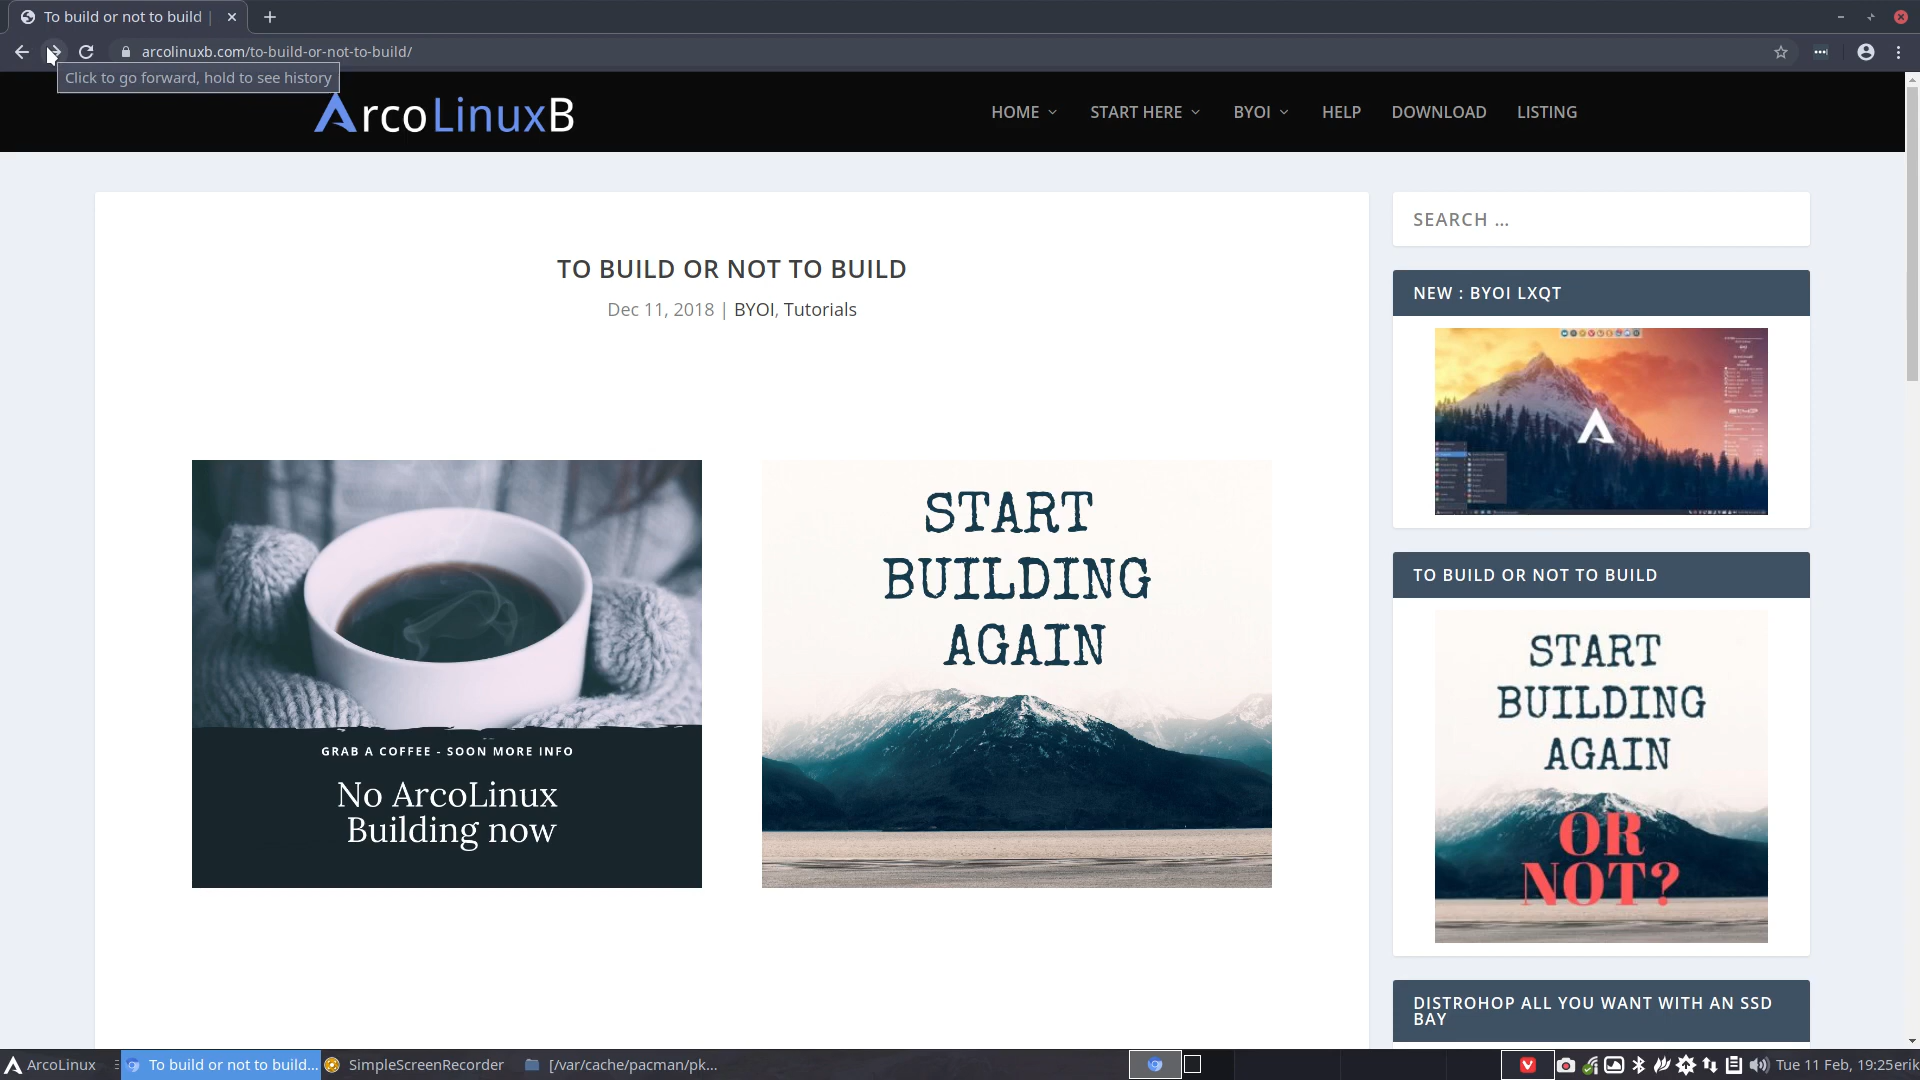 To build or not to build |
arcolinuxb.com/to-build-or-not-to-build/
Click to go forward, hold to see history
ArcoLinuxB
HOME
START HERE
BYOI
HELP
DOWNLOAD
LISTING
TO BUILD OR NOT TO BUILD
Dec 11, 2018 | BYOI, Tutorials
GRAB A COFFEE - SOON MORE INFO
No ArcoLinux
Building now
START
BUILDING
AGAIN
SEARCH …
NEW : BYOI LXQT
TO BUILD OR NOT TO BUILD
START
BUILDING
AGAIN
OR
NOT?
DISTROHOP ALL YOU WANT WITH AN SSD
BAY
ArcoLinux
To build or not to build...
SimpleScreenRecorder
[/var/cache/pacman/pk...
Tue 11 Feb, 19:25erik